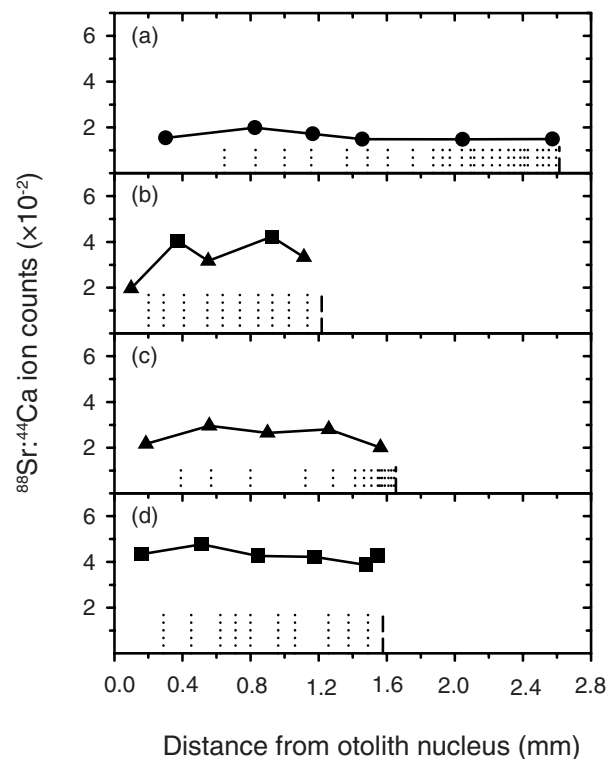 (a)
6
4
2
(b)
6
4
2
(c)
6
4
2
(d)
6
4
2
0.0 0.4 0.8 1.2 1.6 2.0 2.4 2.8
⁸⁸Sr:⁴⁴Ca ion counts (×10⁻²)
Distance from otolith nucleus (mm)